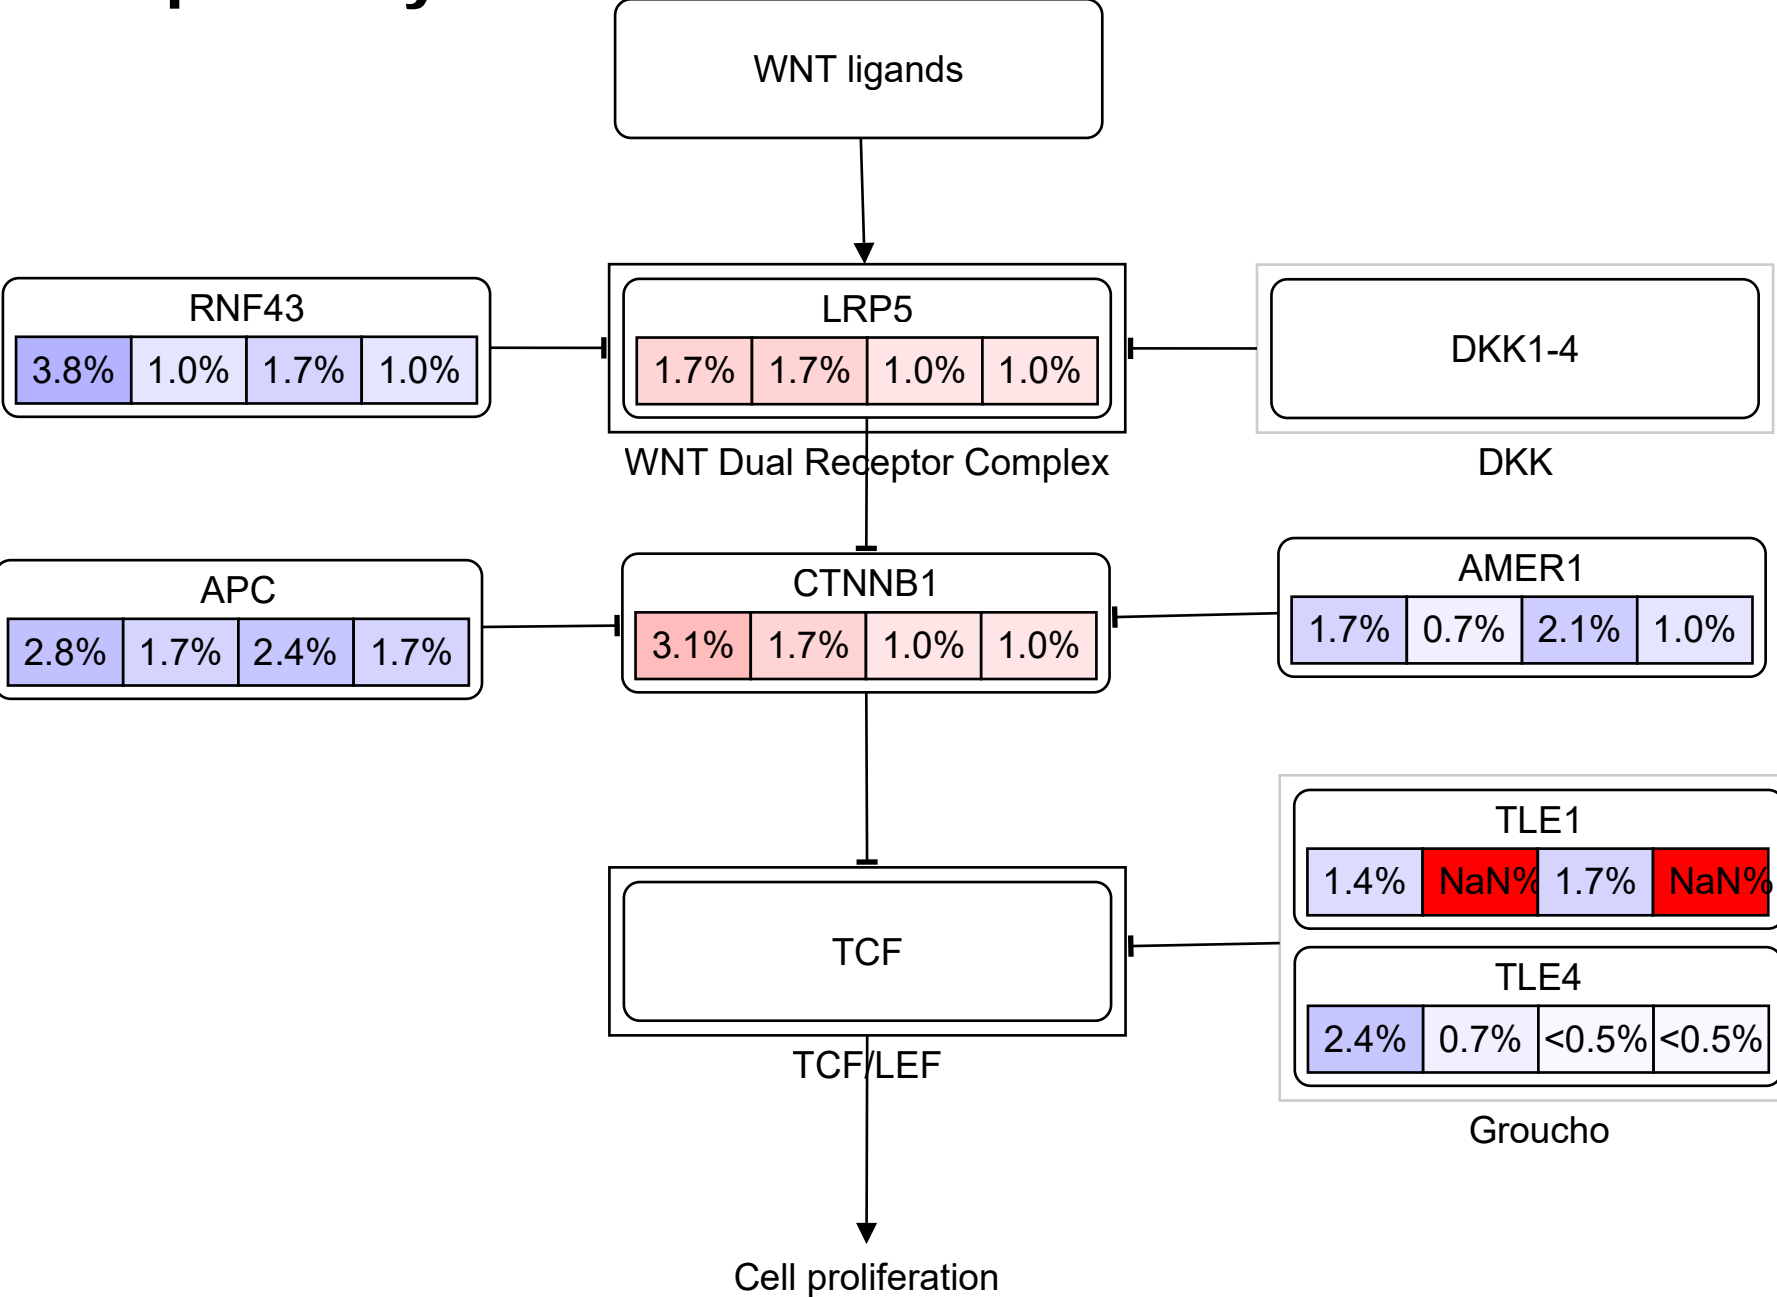 WNT ligands
RNF43
3.8% 1.0% 1.7% 1.0%
LRP5
1.7% 1.7% 1.0% 1.0%
WNT Dual Receptor Complex
DKK1-4
DKK
APC
2.8% 1.7% 2.4% 1.7%
CTNNB1
3.1% 1.7% 1.0% 1.0%
AMER1
1.7% 0.7% 2.1% 1.0%
TLE1
1.4% NaN% 1.7% NaN%
TLE4
2.4% 0.7% <0.5% <0.5%
Groucho
TCF
TCF/LEF
Cell proliferation